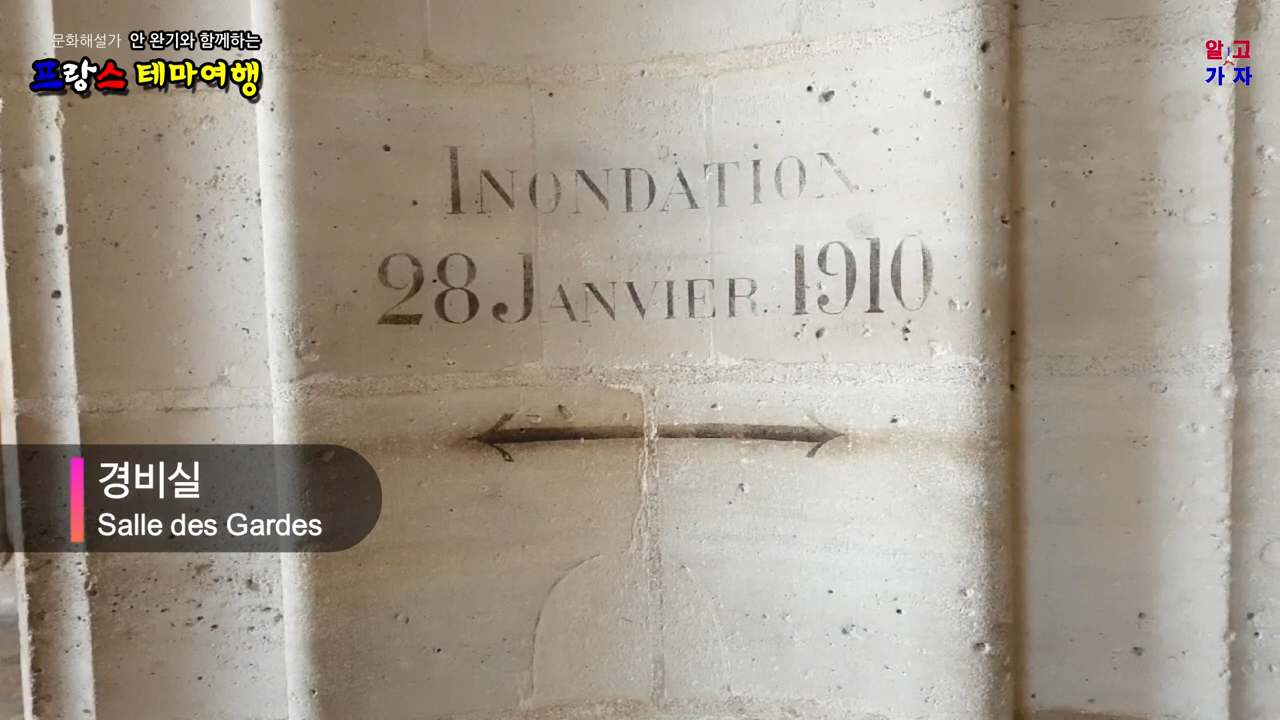 문화해설가 안 완기와 함께하는
프랑스 테마여행
알고
가자
INONDATION
28 JANVIER 1910
경비실
Salle des Gardes